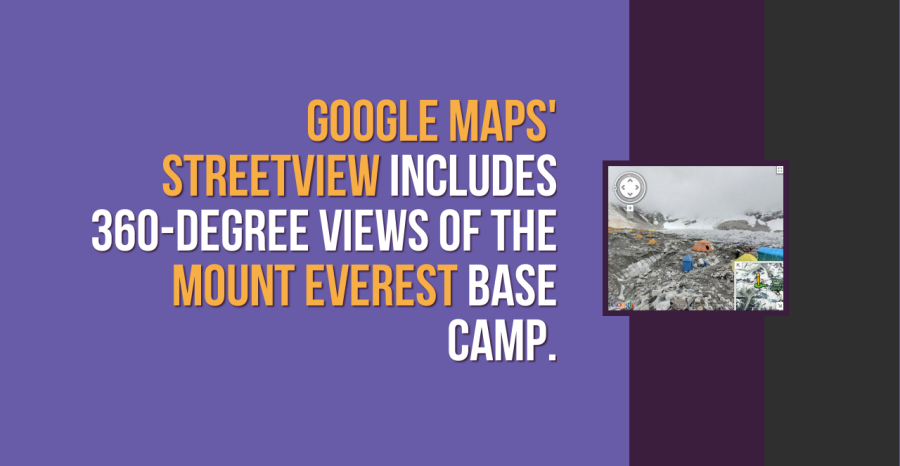 GOOGLE MAPS'
STREETVIEW INCLUDES
360-DEGREE VIEWS OF THE
MOUNT EVEREST BASE
CAMP.